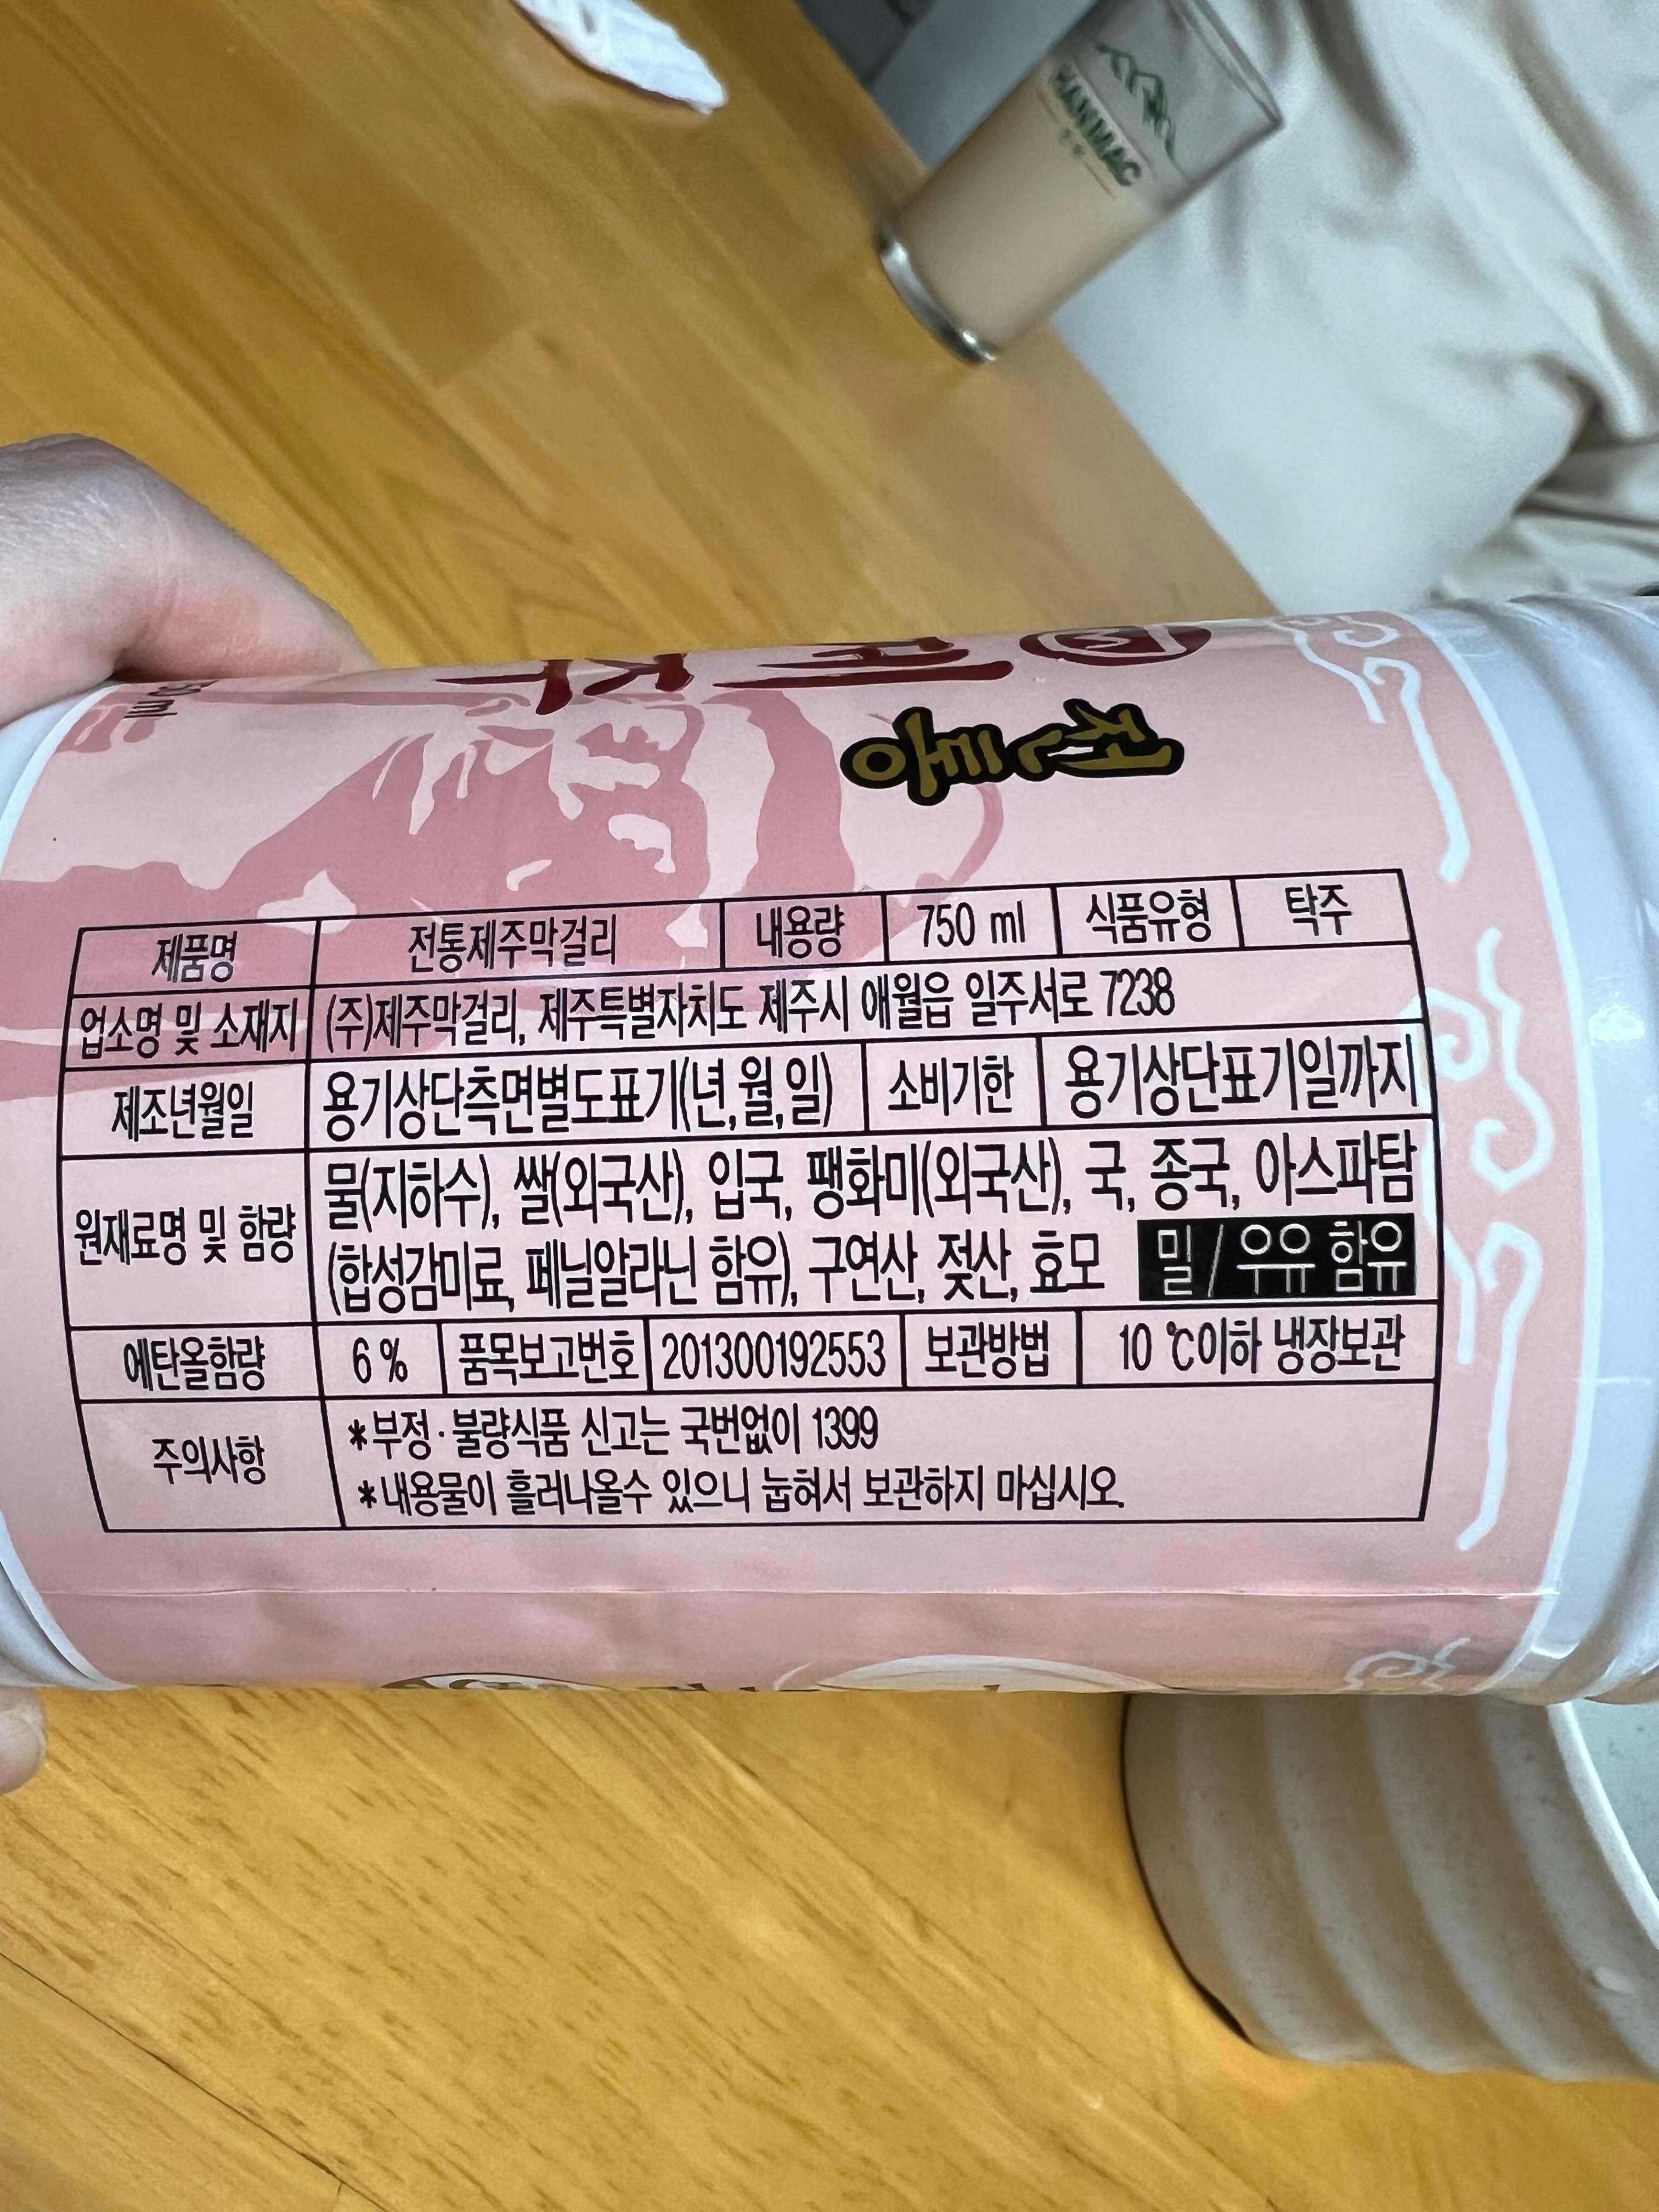 HANMAC
전통
제품명 전통제주막걸리 내용량 750 ml 식품유형 탁주
업소명 및 소재지 (주)제주막걸리, 제주특별자치도 제주시 애월읍 일주서로 7238
제조년월일 용기상단측면별도표기(년,월,일) 소비기한 용기상단표기일까지
원재료명 및 함량 물(지하수), 쌀(외국산), 입국, 팽화미(외국산), 국, 종국, 아스파탐
(합성감미료, 페닐알라닌 함유), 구연산, 젖산, 효모 밀/우유 함유
에탄올함량 6 % 품목보고번호 201300192553 보관방법 10 ℃이하 냉장보관
주의사항 *부정·불량식품 신고는 국번없이 1399
*내용물이 흘러나올수 있으니 눕혀서 보관하지 마십시오.